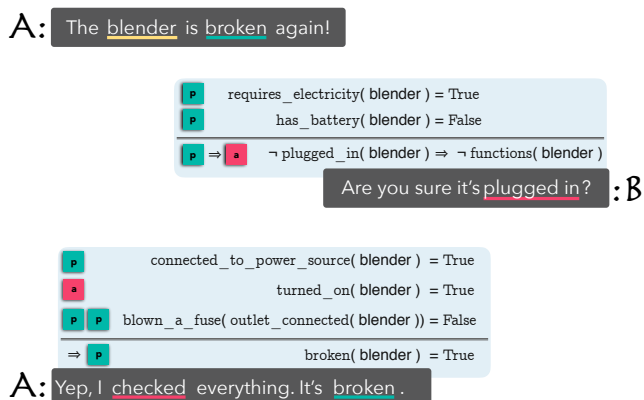 A: The blender is broken again!
p requires_electricity( blender ) = True
p has_battery( blender ) = False
p ⇒ a ¬ plugged_in( blender ) ⇒ ¬ functions( blender )
Are you sure it's plugged in? :B
p connected_to_power_source( blender ) = True
a turned_on( blender ) = True
p p blown_a_fuse( outlet_connected( blender )) = False
⇒ p broken( blender ) = True
A: Yep, I checked everything. It's broken .